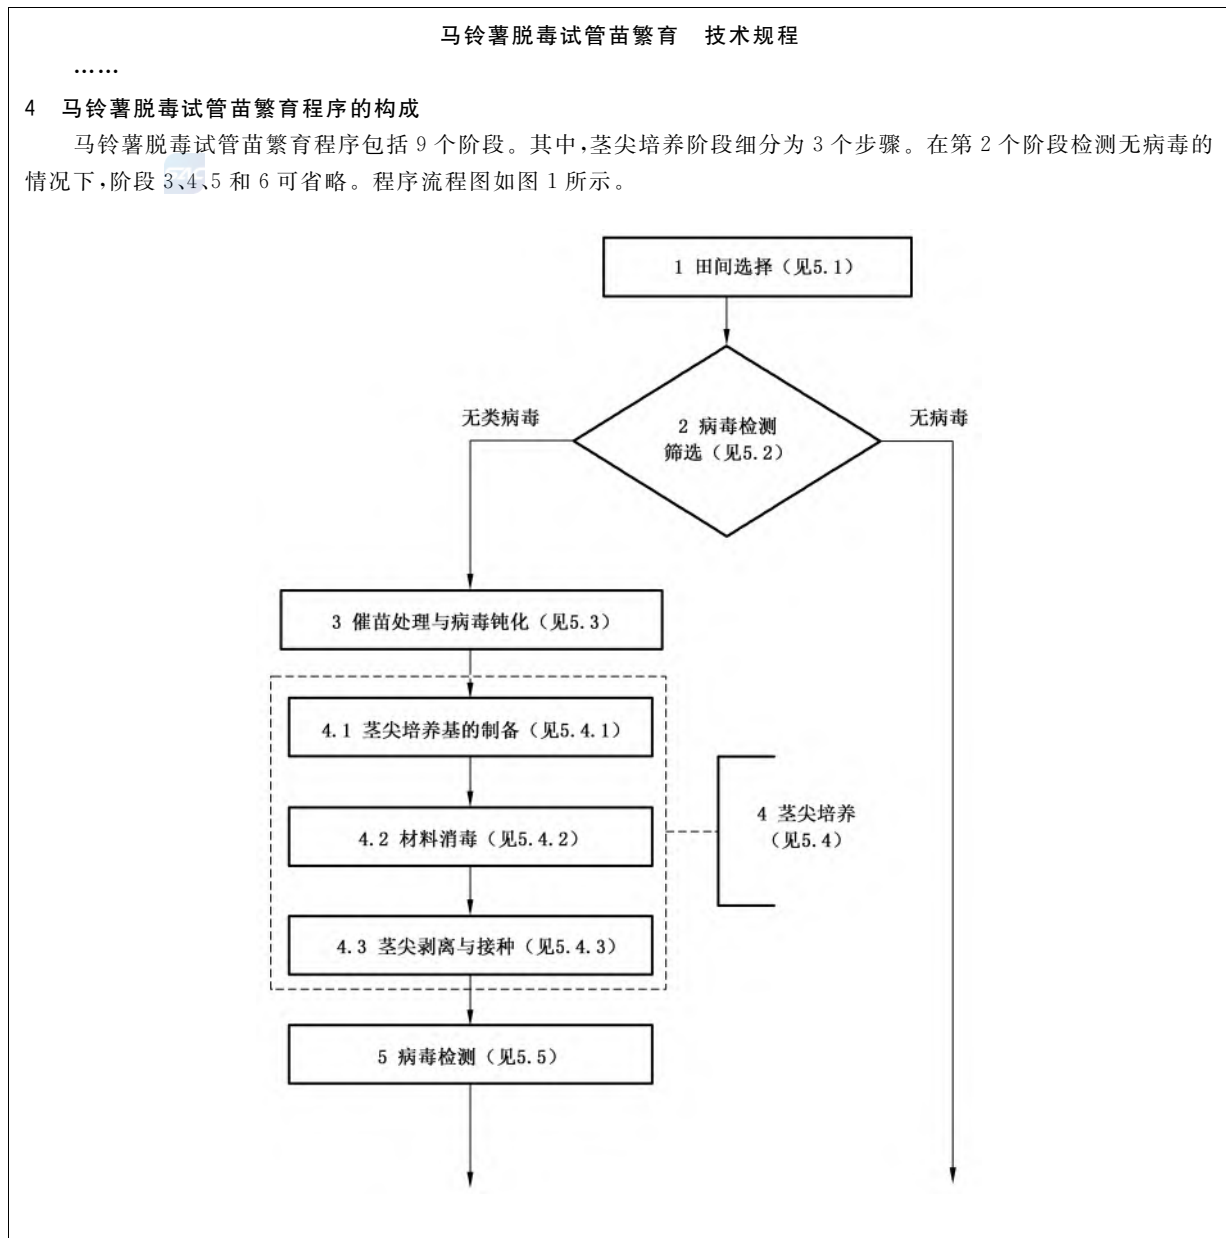 马铃薯脱毒试管苗繁育　技术规程
……
4　马铃薯脱毒试管苗繁育程序的构成
马铃薯脱毒试管苗繁育程序包括 9 个阶段。其中,茎尖培养阶段细分为 3 个步骤。在第 2 个阶段检测无病毒的
情况下,阶段 3、4、5 和 6 可省略。程序流程图如图 1 所示。
1 田间选择（见5.1）
无类病毒
2 病毒检测
筛选（见5.2）
无病毒
3 催苗处理与病毒钝化（见5.3）
4.1 茎尖培养基的制备（见5.4.1）
4.2 材料消毒（见5.4.2）
4 茎尖培养
（见5.4）
4.3 茎尖剥离与接种（见5.4.3）
5 病毒检测（见5.5）